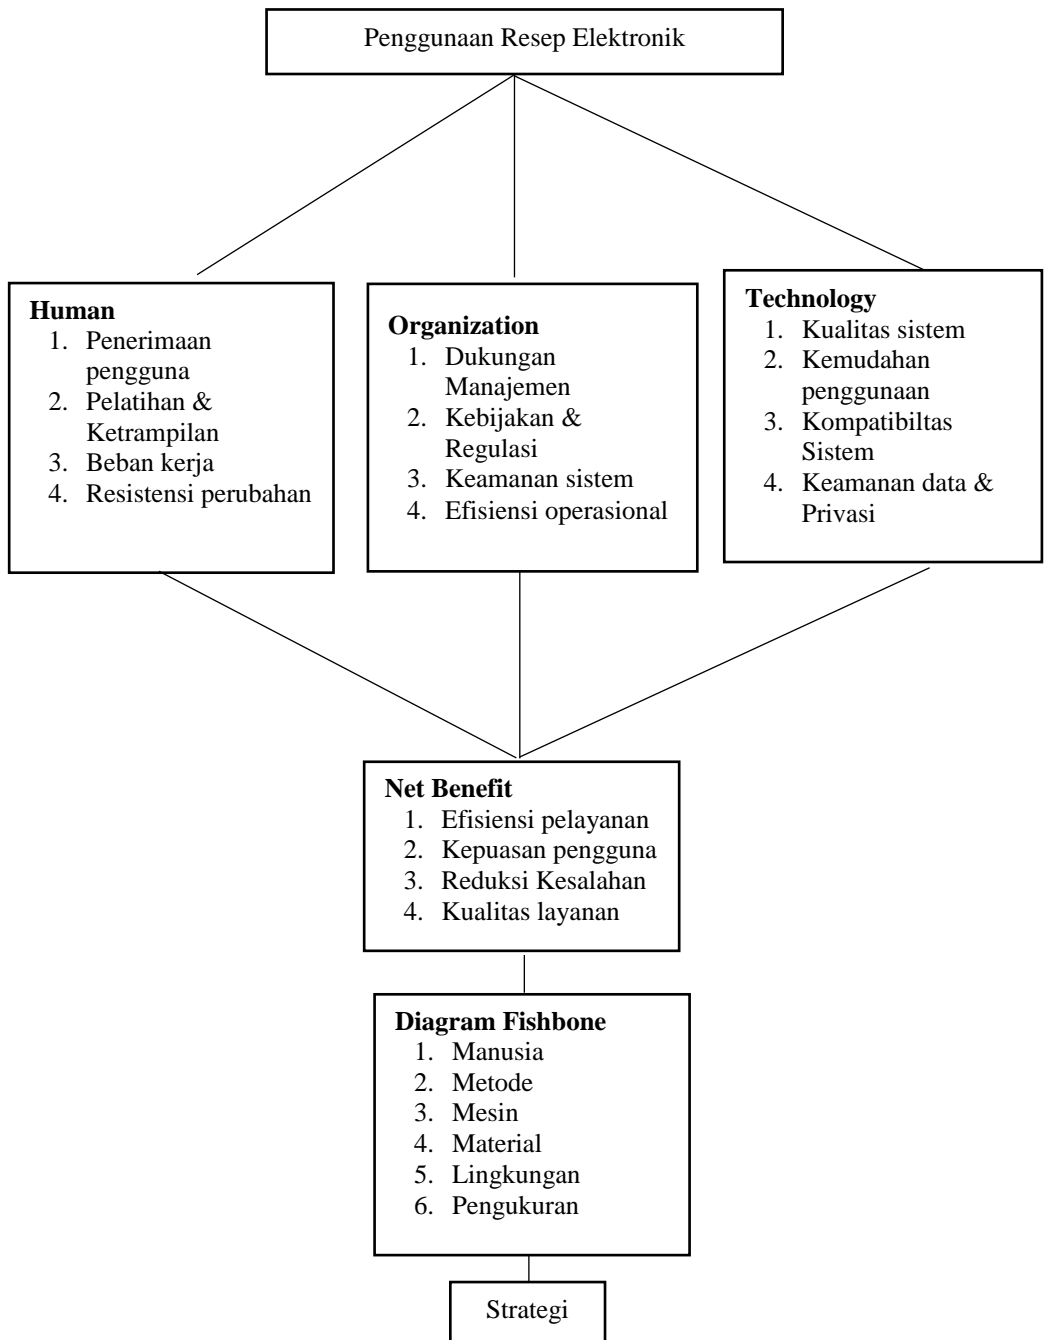 Penggunaan Resep Elektronik
Human
1. Penerimaan
pengguna
2. Pelatihan &
Ketrampilan
3. Beban kerja
4. Resistensi perubahan
Organization
1. Dukungan
Manajemen
2. Kebijakan &
Regulasi
3. Keamanan sistem
4. Efisiensi operasional
Technology
1. Kualitas sistem
2. Kemudahan
penggunaan
3. Kompatibiltas
Sistem
4. Keamanan data &
Privasi
Net Benefit
1. Efisiensi pelayanan
2. Kepuasan pengguna
3. Reduksi Kesalahan
4. Kualitas layanan
Diagram Fishbone
1. Manusia
2. Metode
3. Mesin
4. Material
5. Lingkungan
6. Pengukuran
Strategi